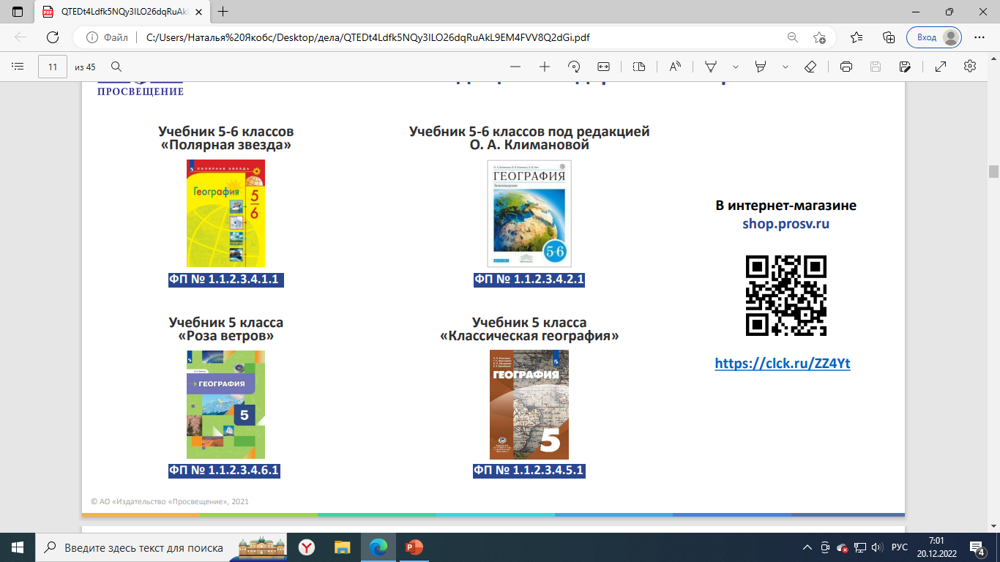 QTEDt4Ldfk5NQy3ILO26dqRuAkL
Файл
C:/Users/Наталья%20Якобс/Desktop/дела/QTEDt4Ldfk5NQy3ILO26dqRuAkL9EM4FVV8Q2dGi.pdf
Вход
11 из 45
ПРОСВЕЩЕНИЕ
Учебник 5-6 классов
«Полярная звезда»
ПОЛЯРНАЯ ЗВЕЗДА
География
5
6
ФП № 1.1.2.3.4.1.1
Учебник 5-6 классов под редакцией
О. А. Климановой
ГЕОГРАФИЯ
Землеведение
5-6
ФП № 1.1.2.3.4.2.1
Учебник 5 класса
«Роза ветров»
ГЕОГРАФИЯ
5
ФП № 1.1.2.3.4.6.1
Учебник 5 класса
«Классическая география»
ГЕОГРАФИЯ
5
ФП № 1.1.2.3.4.5.1
В интернет-магазине
shop.prosv.ru
https://clck.ru/ZZ4Yt
© АО «Издательство «Просвещение», 2021
Введите здесь текст для поиска
РУС
7:01
20.12.2022
4